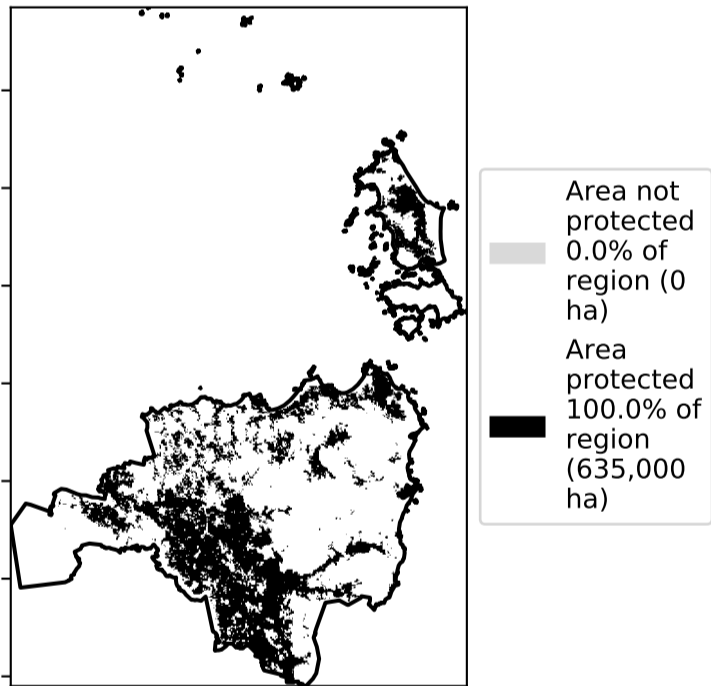 Area not
protected
0.0% of
region (0
ha)
Area
protected
100.0% of
region
(635,000
ha)